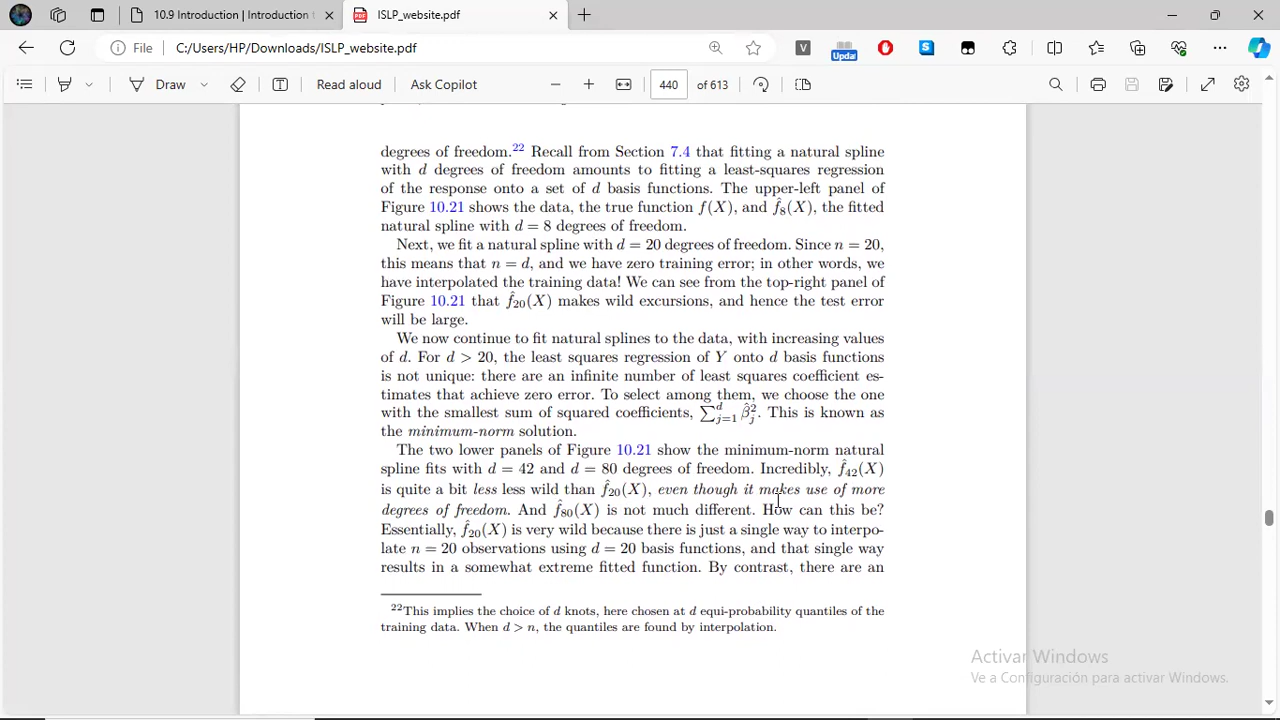 10.9 Introduction | Introduction t
ISLP_website.pdf
File
C:/Users/HP/Downloads/ISLP_website.pdf
V
Updat
S
Draw
Read aloud
Ask Copilot
440
of 613
degrees of freedom.²² Recall from Section 7.4 that fitting a natural spline
with d degrees of freedom amounts to fitting a least-squares regression
of the response onto a set of d basis functions. The upper-left panel of
Figure 10.21 shows the data, the true function f(X), and f̂₈(X), the fitted
natural spline with d = 8 degrees of freedom.
Next, we fit a natural spline with d = 20 degrees of freedom. Since n = 20,
this means that n = d, and we have zero training error; in other words, we
have interpolated the training data! We can see from the top-right panel of
Figure 10.21 that f̂₂₀(X) makes wild excursions, and hence the test error
will be large.
We now continue to fit natural splines to the data, with increasing values
of d. For d > 20, the least squares regression of Y onto d basis functions
is not unique: there are an infinite number of least squares coefficient es-
timates that achieve zero error. To select among them, we choose the one
with the smallest sum of squared coefficients, ∑ᵈⱼ₌₁ β̂ⱼ². This is known as
the minimum-norm solution.
The two lower panels of Figure 10.21 show the minimum-norm natural
spline fits with d = 42 and d = 80 degrees of freedom. Incredibly, f̂₄₂(X)
is quite a bit less less wild than f̂₂₀(X), even though it makes use of more
degrees of freedom. And f̂₈₀(X) is not much different. How can this be?
Essentially, f̂₂₀(X) is very wild because there is just a single way to interpo-
late n = 20 observations using d = 20 basis functions, and that single way
results in a somewhat extreme fitted function. By contrast, there are an
²²This implies the choice of d knots, here chosen at d equi-probability quantiles of the
training data. When d > n, the quantiles are found by interpolation.
Activar Windows
Ve a Configuración para activar Windows.